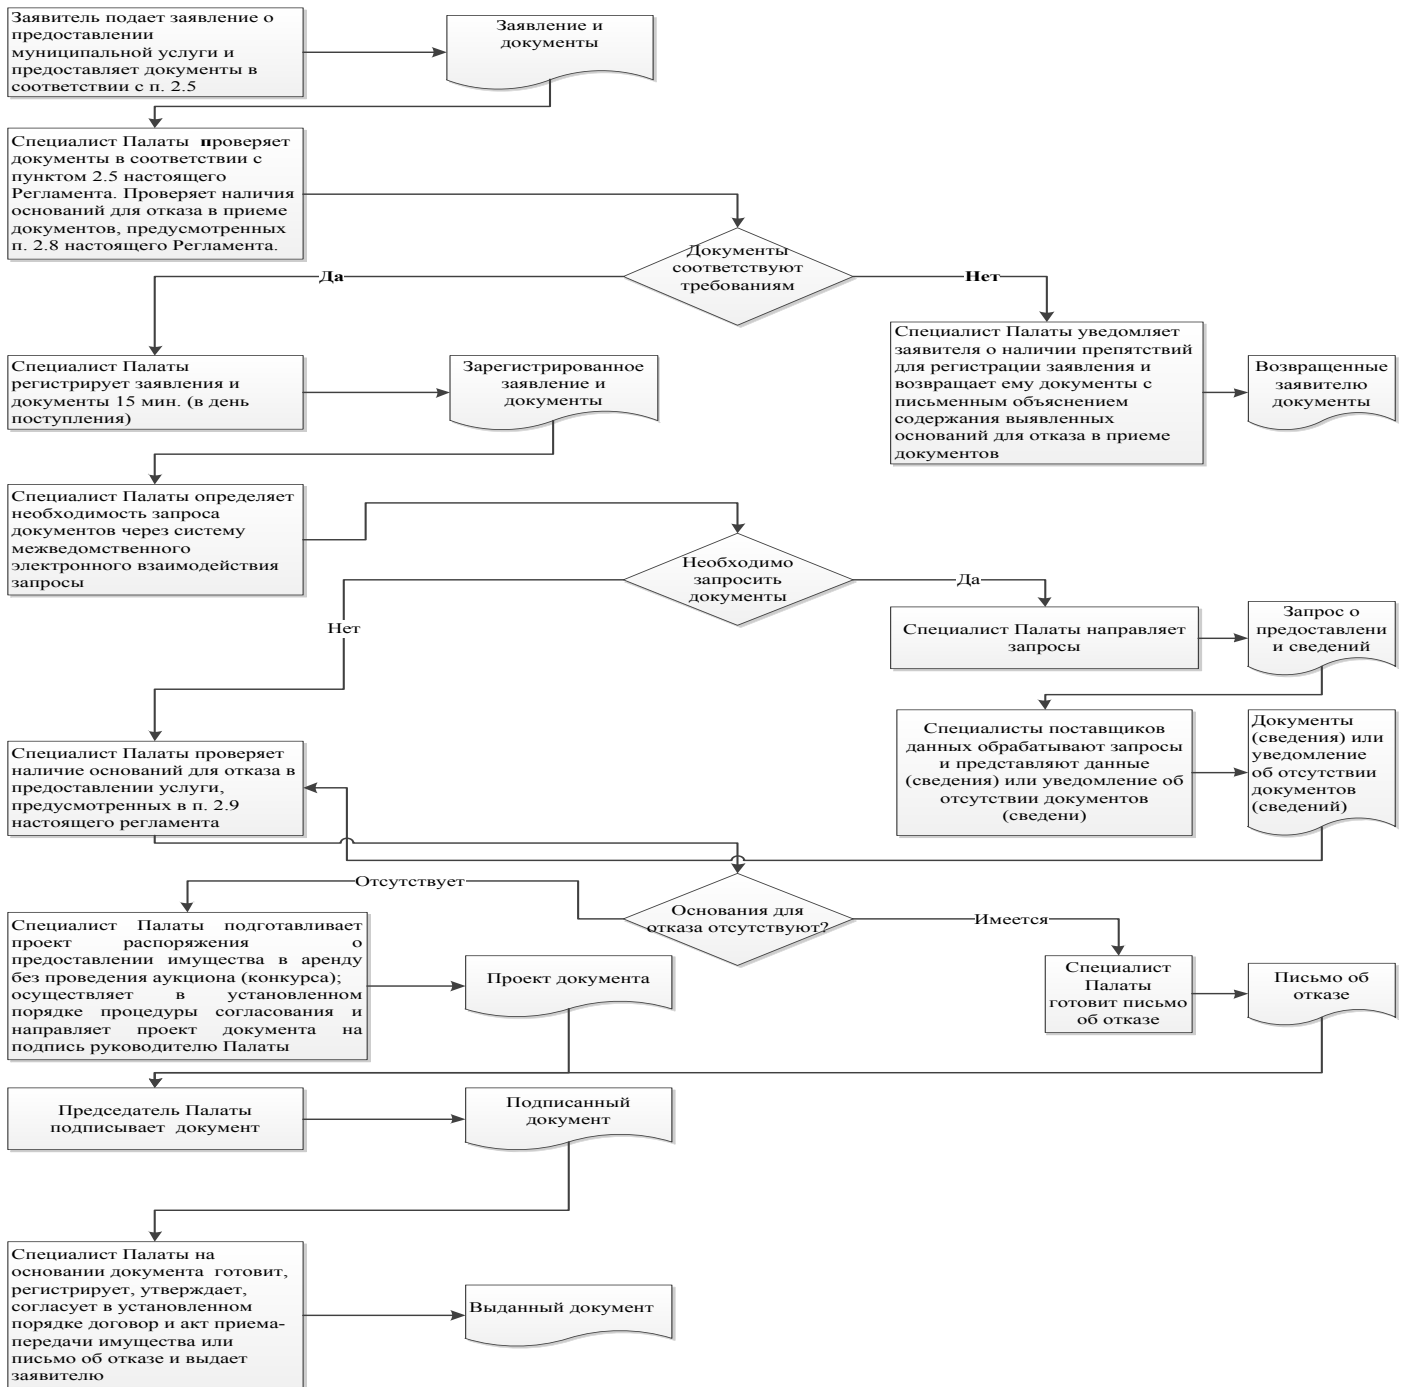 Заявитель подает заявление о
предоставлении
муниципальной услуги и
предоставляет документы в
соответствии с п. 2.5
Заявление и
документы
Специалист Палаты проверяет
документы в соответствии с
пунктом 2.5 настоящего
Регламента. Проверяет наличия
оснований для отказа в приеме
документов, предусмотренных
п. 2.8 настоящего Регламента.
Документы
соответствуют
требованиям
Да
Нет
Специалист Палаты
регистрирует заявления и
документы 15 мин. (в день
поступления)
Зарегистрированное
заявление и
документы
Специалист Палаты уведомляет
заявителя о наличии препятствий
для регистрации заявления и
возвращает ему документы с
письменным объяснением
содержания выявленных
оснований для отказа в приеме
документов
Возвращенные
заявителю
документы
Специалист Палаты определяет
необходимость запроса
документов через систему
межведомственного
электронного взаимодействия
запросы
Необходимо
запросить
документы
Да
Нет
Специалист Палаты направляет
запросы
Запрос о
предоставлени
и сведений
Специалисты поставщиков
данных обрабатывают запросы
и представляют данные
(сведения) или уведомление об
отсутствии документов
(сведени)
Документы
(сведения) или
уведомление
об отсутствии
документов
(сведений)
Специалист Палаты проверяет
наличие оснований для отказа в
предоставлении услуги,
предусмотренных в п. 2.9
настоящего регламента
Основания для
отказа отсутствуют?
Отсутствует
Имеется
Специалист Палаты подготавливает
проект распоряжения о
предоставлении имущества в аренду
без проведения аукциона (конкурса);
осуществляет в установленном
порядке процедуры согласования и
направляет проект документа на
подпись руководителю Палаты
Проект документа
Специалист
Палаты
готовит письмо
об отказе
Письмо об
отказе
Председатель Палаты
подписывает документ
Подписанный
документ
Специалист Палаты на
основании документа готовит,
регистрирует, утверждает,
согласует в установленном
порядке договор и акт приема-
передачи имущества или
письмо об отказе и выдает
заявителю
Выданный документ